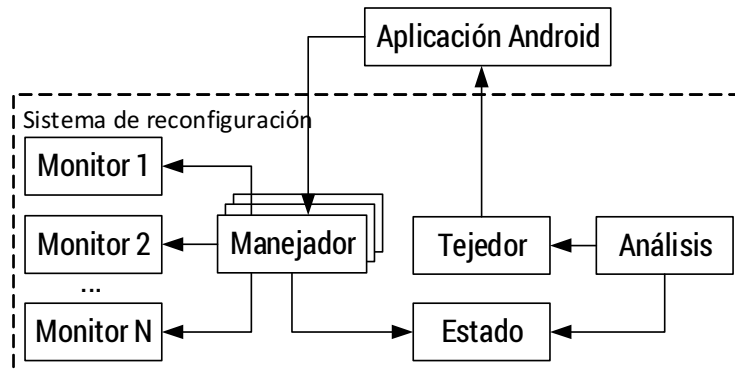 Aplicación Android
Sistema de reconfiguración
Monitor 1
Monitor 2
Manejador
Tejedor
Análisis
...
Monitor N
Estado